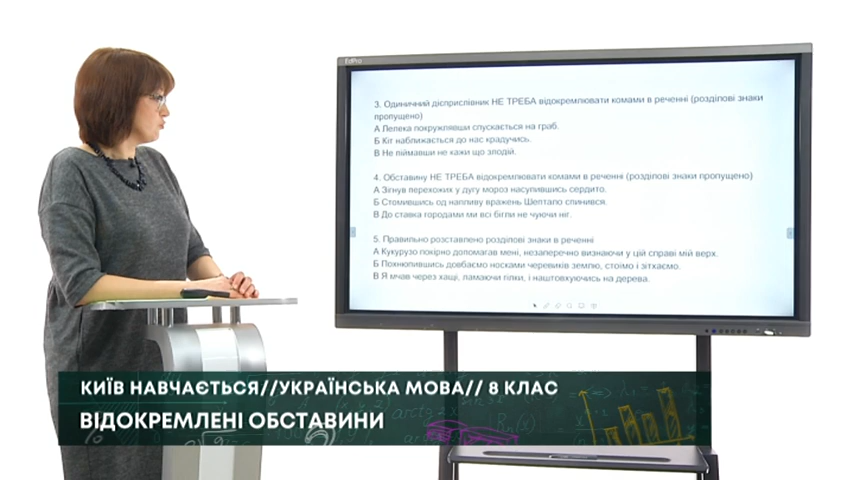 EdPro
3. Одиничний дієприслівник НЕ ТРЕБА відокремлювати комами в реченні (розділові знаки
пропущено)
А Лелека покружлявши спускається на граб.
Б Кіт наближається до нас крадучись.
В Не піймавши не кажи що злодій.
4. Обставину НЕ ТРЕБА відокремлювати комами в реченні (розділові знаки пропущено)
А Зігнув перехожих у дугу мороз насупившись сердито.
Б Стомившись од напливу вражень Шептало спинився.
В До ставка городами ми всі бігли не чуючи ніг.
5. Правильно розставлено розділові знаки в реченні
А Кукурузо покірно допомагав мені, незаперечно визнаючи у цій справі мій верх.
Б Похнюпившись довбаємо носками черевиків землю, стоїмо і зітхаємо.
В Я мчав через хащі, ламаючи гілки, і наштовхуючись на дерева.
КИЇВ НАВЧАЄТЬСЯ//УКРАЇНСЬКА МОВА// 8 КЛАС
ВІДОКРЕМЛЕНІ ОБСТАВИНИ